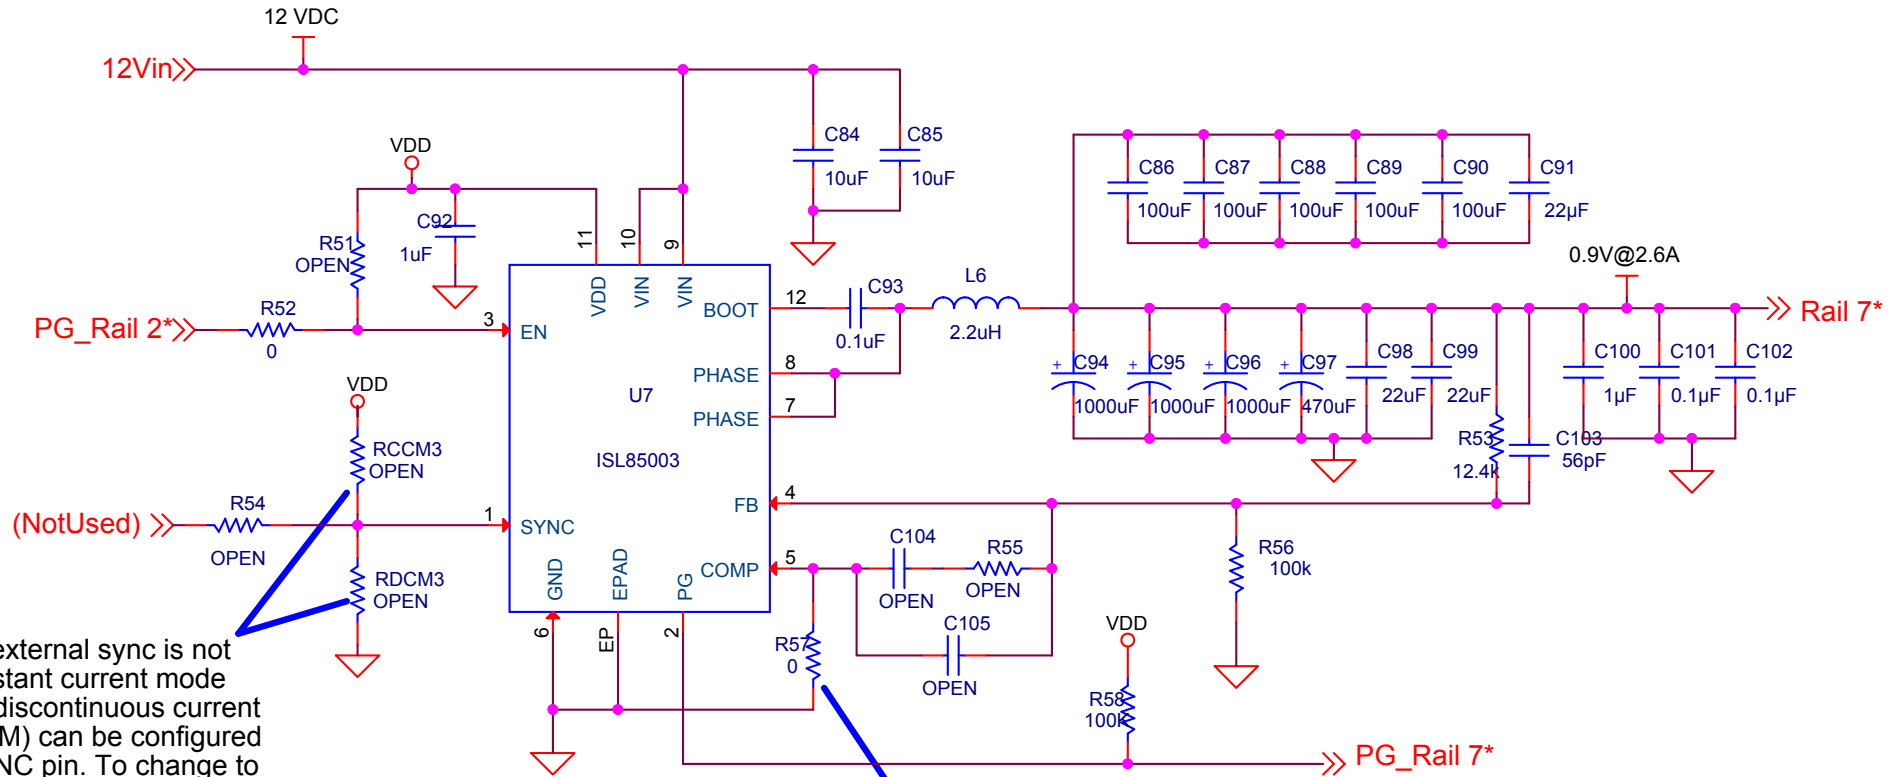 12 VDC
12Vin
VDD
C84
10uF
C85
10uF
C86
100uF
C87
100uF
C88
100uF
C89
100uF
C90
100uF
C91
22µF
C92
1uF
R51
OPEN
11
10
9
R52
0
PG_Rail 2*
3
EN
VDD
VIN
VIN
BOOT
12
C93
0.1uF
L6
2.2uH
0.9V@2.6A
Rail 7*
PHASE
8
PHASE
7
U7
ISL85003
C94
1000uF
C95
1000uF
C96
1000uF
C97
470uF
C98
22uF
C99
22uF
C100
1µF
C101
0.1µF
C102
0.1µF
R53
12.4k
C103
56pF
VDD
RCCM3
OPEN
(NotUsed)
R54
OPEN
1
SYNC
FB
4
RDCM3
OPEN
GND
EPAD
PG
COMP
5
C104
OPEN
R55
OPEN
R56
100k
C105
OPEN
6
EP
2
R57
0
VDD
R58
100k
PG_Rail 7*
external sync is not
stant current mode
discontinuous current
M) can be configured
NC pin. To change to